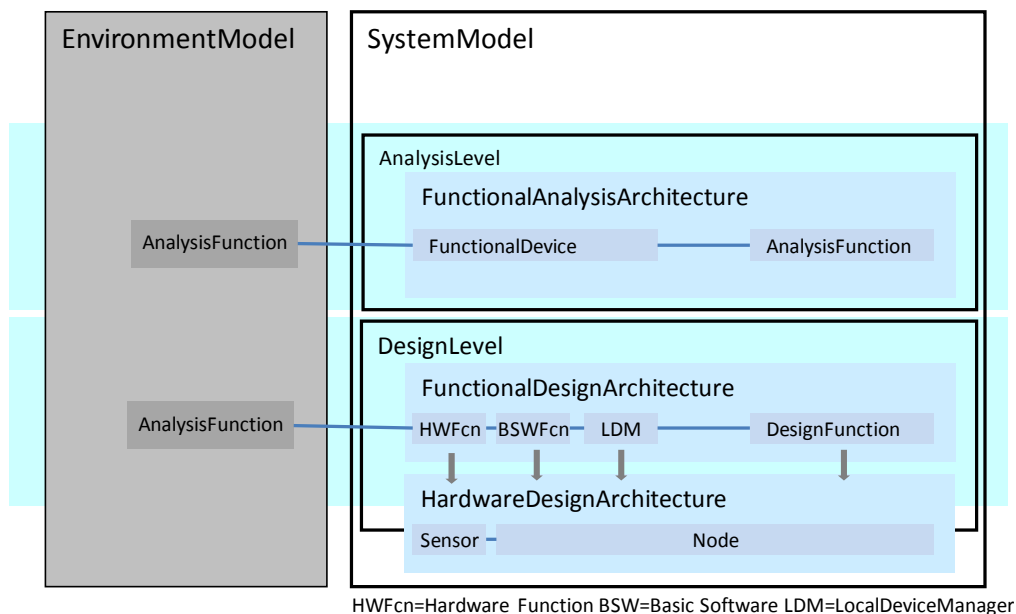 EnvironmentModel
SystemModel
AnalysisLevel
FunctionalAnalysisArchitecture
AnalysisFunction
FunctionalDevice
AnalysisFunction
DesignLevel
FunctionalDesignArchitecture
AnalysisFunction
HWFcn
BSWFcn
LDM
DesignFunction
HardwareDesignArchitecture
Sensor
Node
HWFcn=Hardware Function BSW=Basic Software LDM=LocalDeviceManager